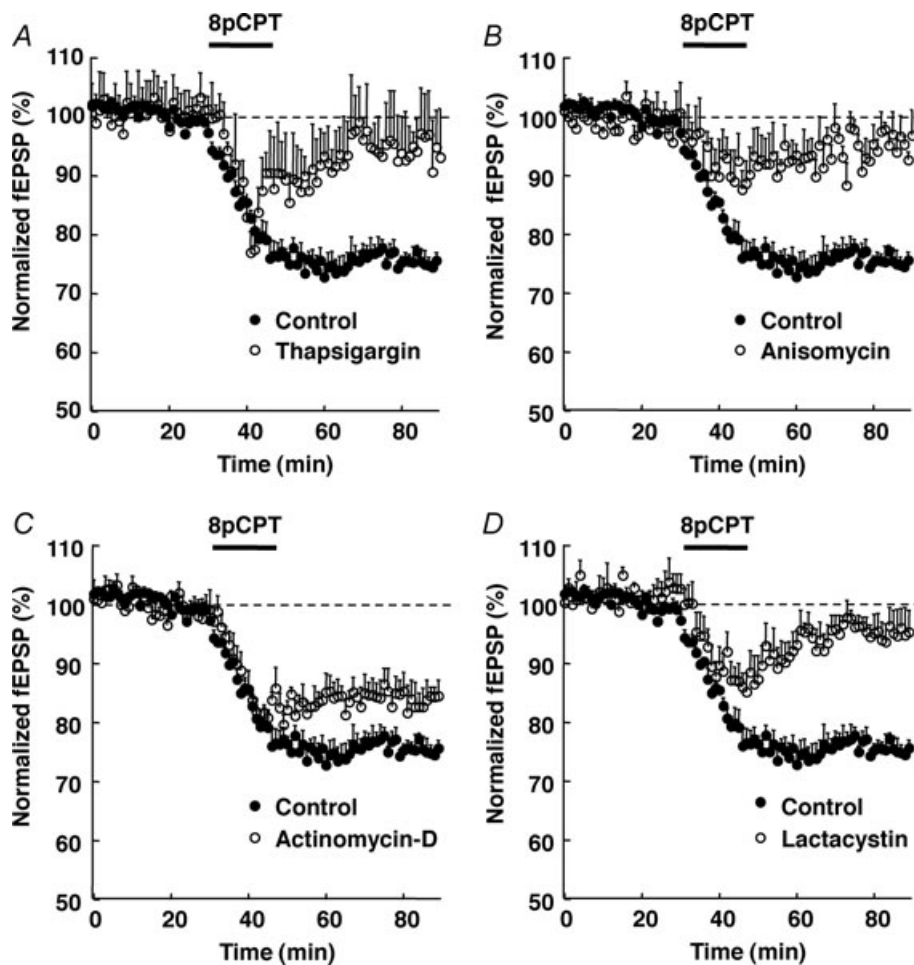 A
8pCPT
Normalized fEPSP (%)
110
100
90
80
70
60
50
Control
Thapsigargin
0 20 40 60 80
Time (min)
B
8pCPT
Normalized fEPSP (%)
110
100
90
80
70
60
50
Control
Anisomycin
0 20 40 60 80
Time (min)
C
8pCPT
Normalized fEPSP (%)
110
100
90
80
70
60
50
Control
Actinomycin-D
0 20 40 60 80
Time (min)
D
8pCPT
Normalized fEPSP (%)
110
100
90
80
70
60
50
Control
Lactacystin
0 20 40 60 80
Time (min)